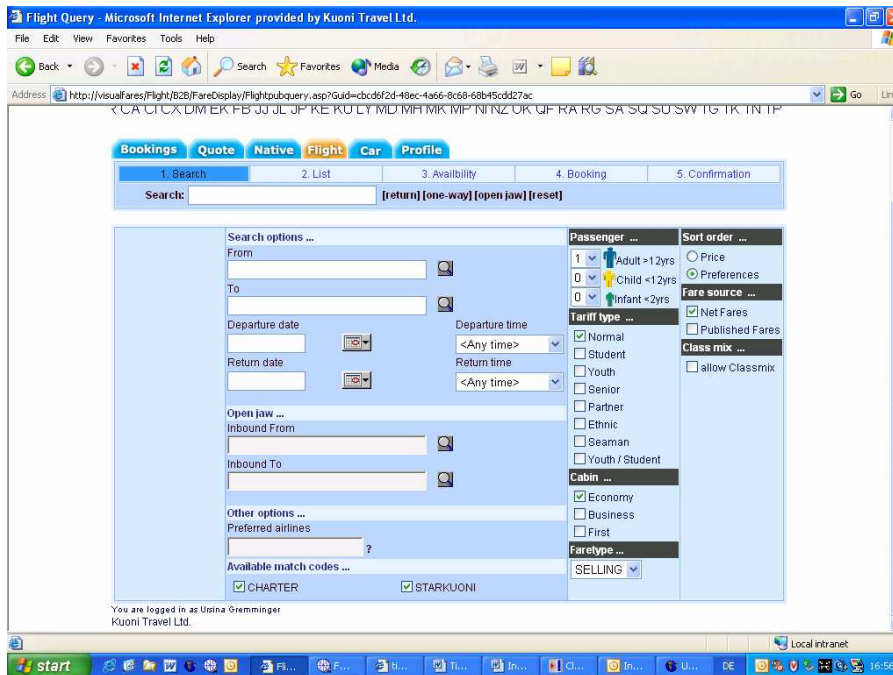 Flight Query - Microsoft Internet Explorer provided by Kuoni Travel Ltd.
File Edit View Favorites Tools Help
Back Search Favorites Media
Address http://visualfares/Flight/B2B/FareDisplay/Flightpubquery.asp?Guid=cbcd6f2d-48ec-4a66-8c68-68b45cdd27ac Go Lin
CA CI CX DM EK FB JJ JL JP KE KU LY MD MH MK MP NI NZ OK QF RA RG SA SQ SU SW TG TK TN TP
Bookings Quote Native Flight Car Profile
1. Search 2. List 3. Availbility 4. Booking 5. Confirmation
Search: [return] [one-way] [open jaw] [reset]
Search options ... Passenger ... Sort order ...
From 1 Adult >12yrs Price
0 Child <12yrs Preferences
To 0 Infant <2yrs Fare source ...
Tariff type ... Net Fares
Departure date Departure time Normal Published Fares
<Any time> Student Class mix ...
Return date Return time Youth allow Classmix
<Any time> Senior
Partner
Open jaw ... Ethnic
Inbound From Seaman
Youth / Student
Inbound To Cabin ...
Economy
Other options ... Business
Preferred airlines First
? Faretype ...
Available match codes ... SELLING
CHARTER STARKUONI
You are logged in as Ursina Gremminger
Kuoni Travel Ltd.
Local intranet
start Fli... F... ti... Ti... In... Cl... In... U... DE 16:56